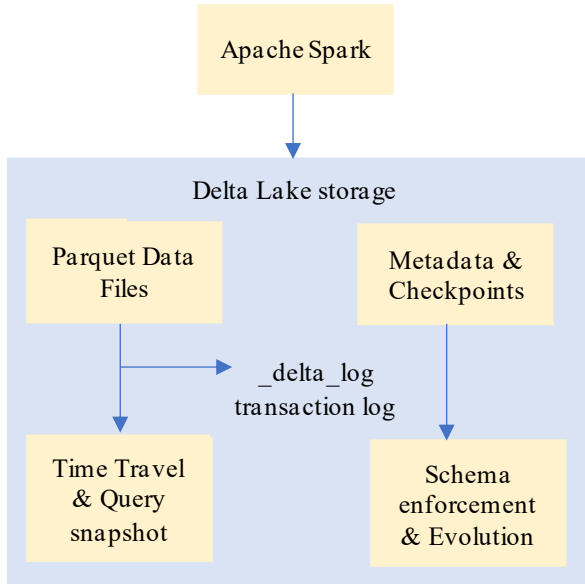 Apache Spark
Delta Lake storage
Parquet Data
Files
Metadata &
Checkpoints
_delta_log
transaction log
Time Travel
& Query
snapshot
Schema
enforcement
& Evolution